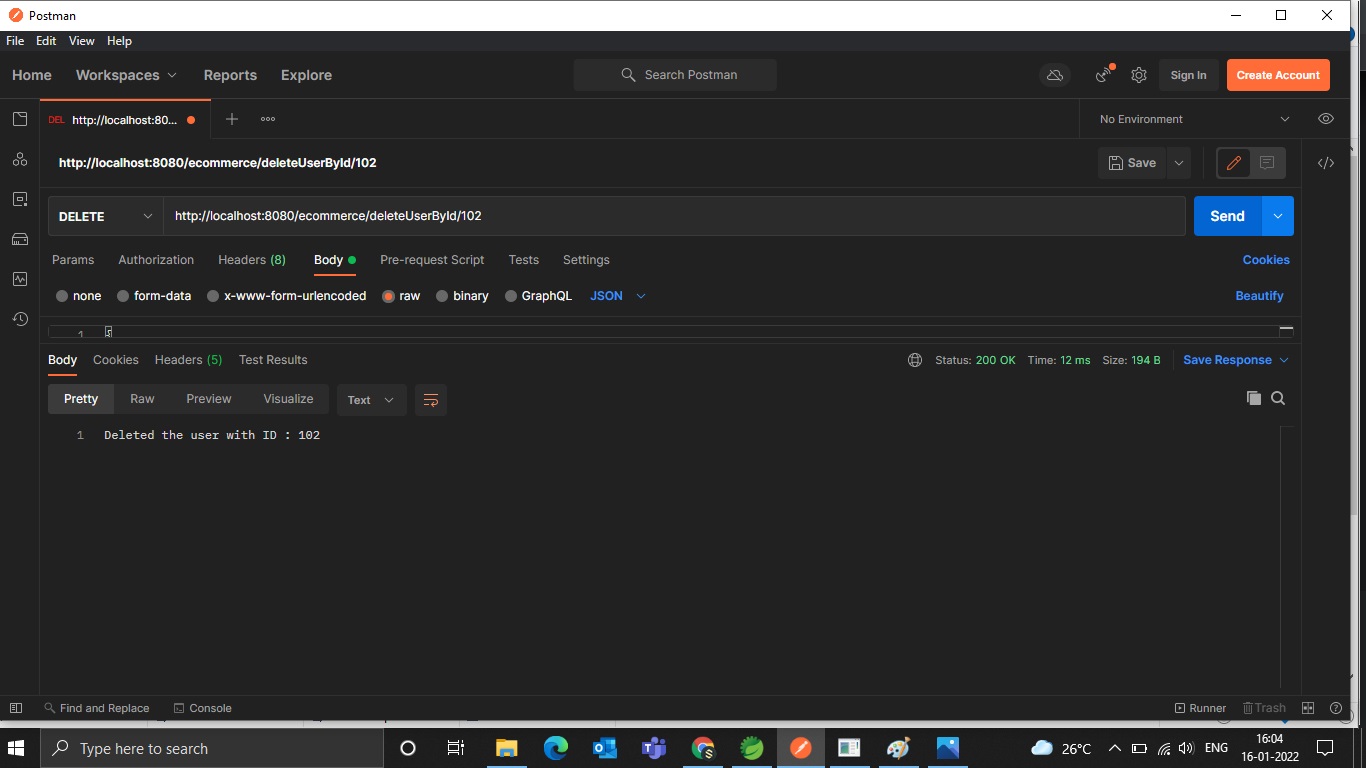 Postman
File Edit View Help
Home Workspaces Reports Explore Search Postman Sign In Create Account
DEL http://localhost:80... No Environment
http://localhost:8080/ecommerce/deleteUserById/102 Save
DELETE http://localhost:8080/ecommerce/deleteUserById/102 Send
Params Authorization Headers (8) Body Pre-request Script Tests Settings Cookies
none form-data x-www-form-urlencoded raw binary GraphQL JSON Beautify
1 {
Body Cookies Headers (5) Test Results Status: 200 OK Time: 12 ms Size: 194 B Save Response
Pretty Raw Preview Visualize Text
1 Deleted the user with ID : 102
Find and Replace Console Runner Trash
Type here to search 26°C ENG 16:04
16-01-2022